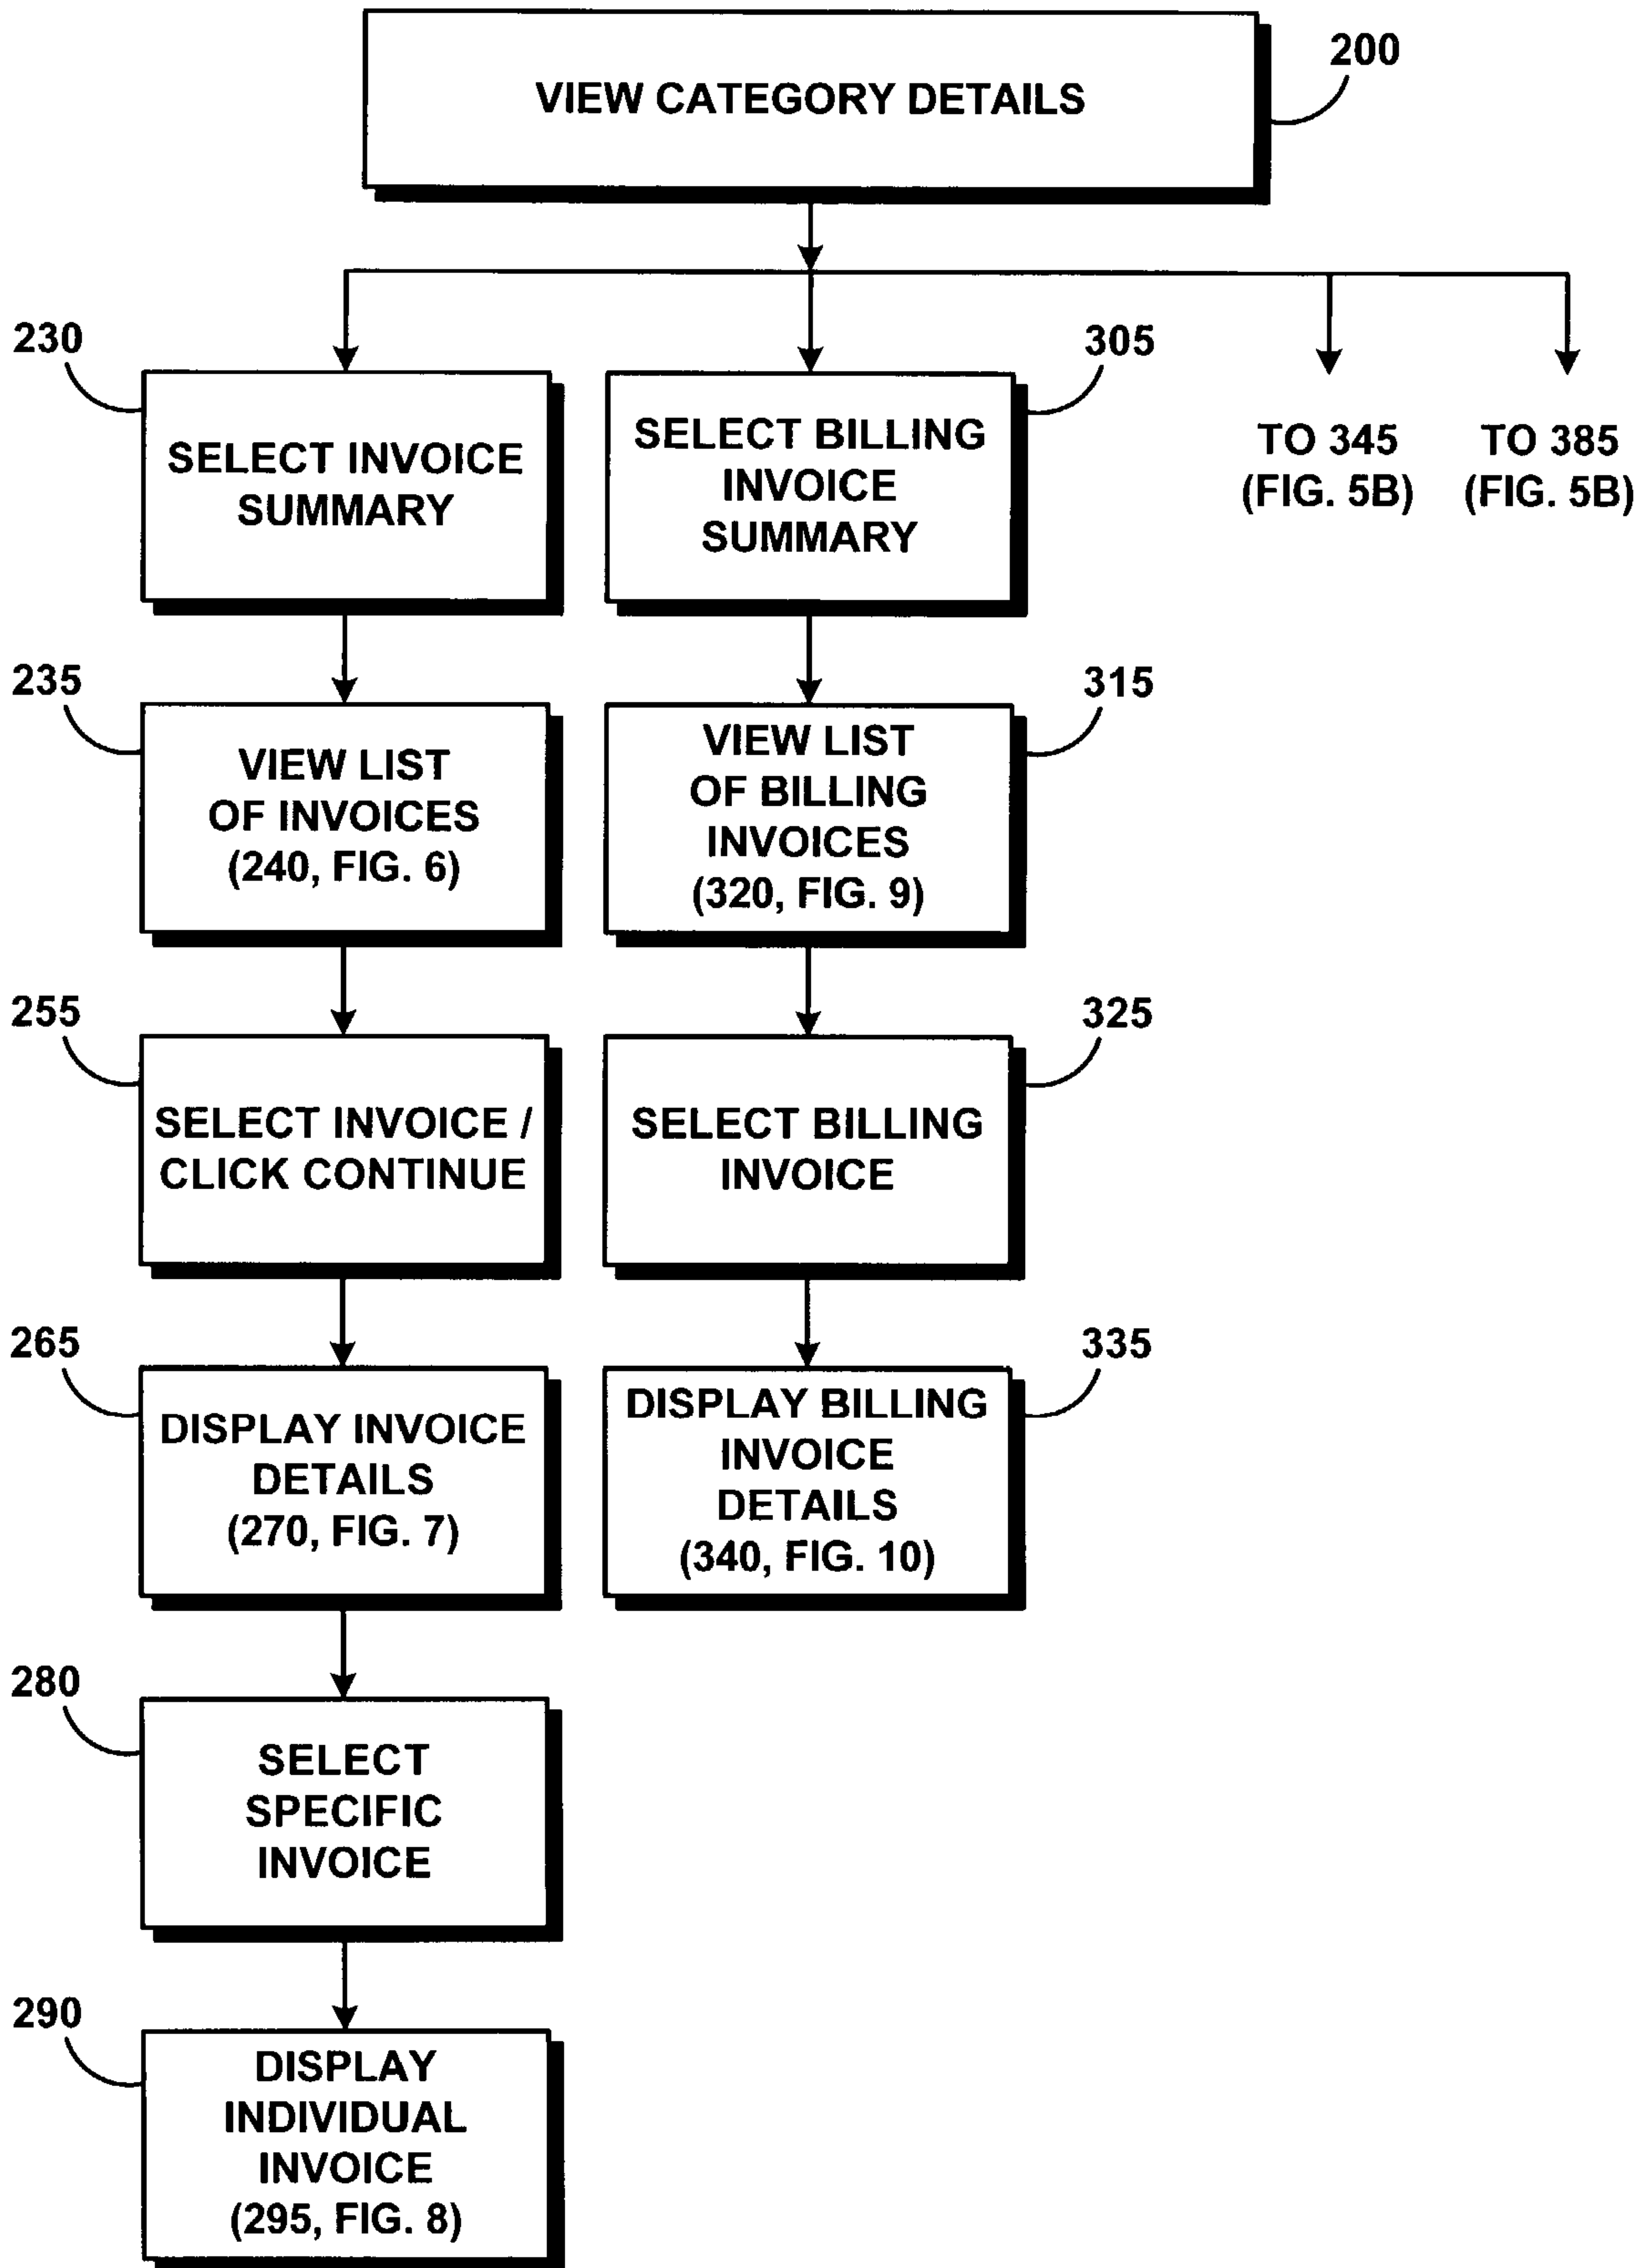 VIEW CATEGORY DETAILS
200
230
SELECT INVOICE
SUMMARY
305
SELECT BILLING
INVOICE
SUMMARY
TO 345
(FIG. 5B)
TO 385
(FIG. 5B)
235
VIEW LIST
OF INVOICES
(240, FIG. 6)
315
VIEW LIST
OF BILLING
INVOICES
(320, FIG. 9)
255
SELECT INVOICE /
CLICK CONTINUE
325
SELECT BILLING
INVOICE
265
DISPLAY INVOICE
DETAILS
(270, FIG. 7)
335
DISPLAY BILLING
INVOICE
DETAILS
(340, FIG. 10)
280
SELECT
SPECIFIC
INVOICE
290
DISPLAY
INDIVIDUAL
INVOICE
(295, FIG. 8)